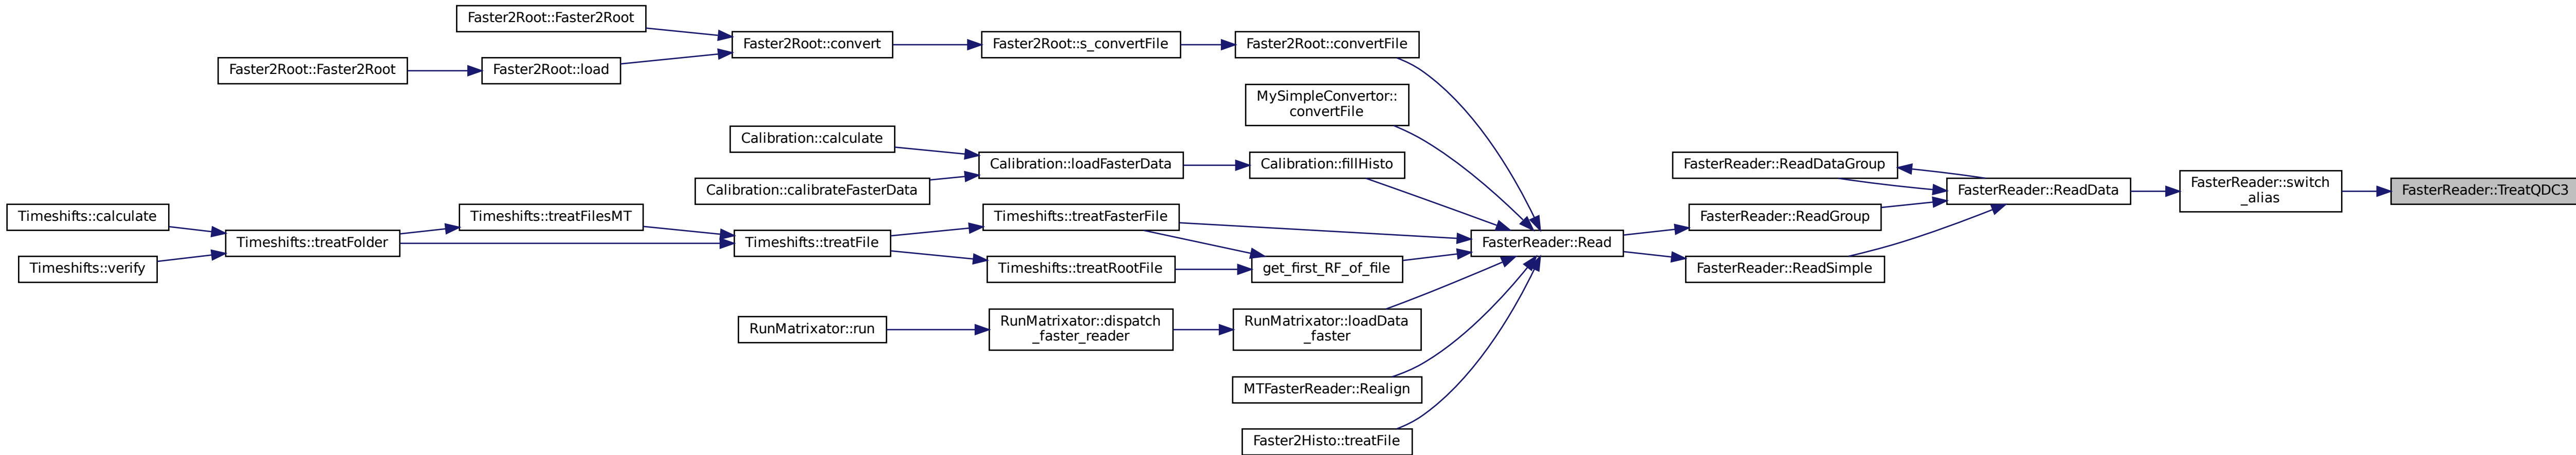 Faster2Root::Faster2Root
Faster2Root::convert
Faster2Root::s_convertFile
Faster2Root::convertFile
Faster2Root::Faster2Root
Faster2Root::load
MySimpleConvertor::
convertFile
Calibration::calculate
Calibration::loadFasterData
Calibration::fillHisto
Calibration::calibrateFasterData
FasterReader::ReadDataGroup
FasterReader::ReadData
FasterReader::switch
_alias
FasterReader::TreatQDC3
Timeshifts::calculate
Timeshifts::treatFilesMT
Timeshifts::treatFasterFile
FasterReader::ReadGroup
Timeshifts::treatFolder
Timeshifts::treatFile
FasterReader::Read
Timeshifts::verify
Timeshifts::treatRootFile
get_first_RF_of_file
FasterReader::ReadSimple
RunMatrixator::run
RunMatrixator::dispatch
_faster_reader
RunMatrixator::loadData
_faster
MTFasterReader::Realign
Faster2Histo::treatFile